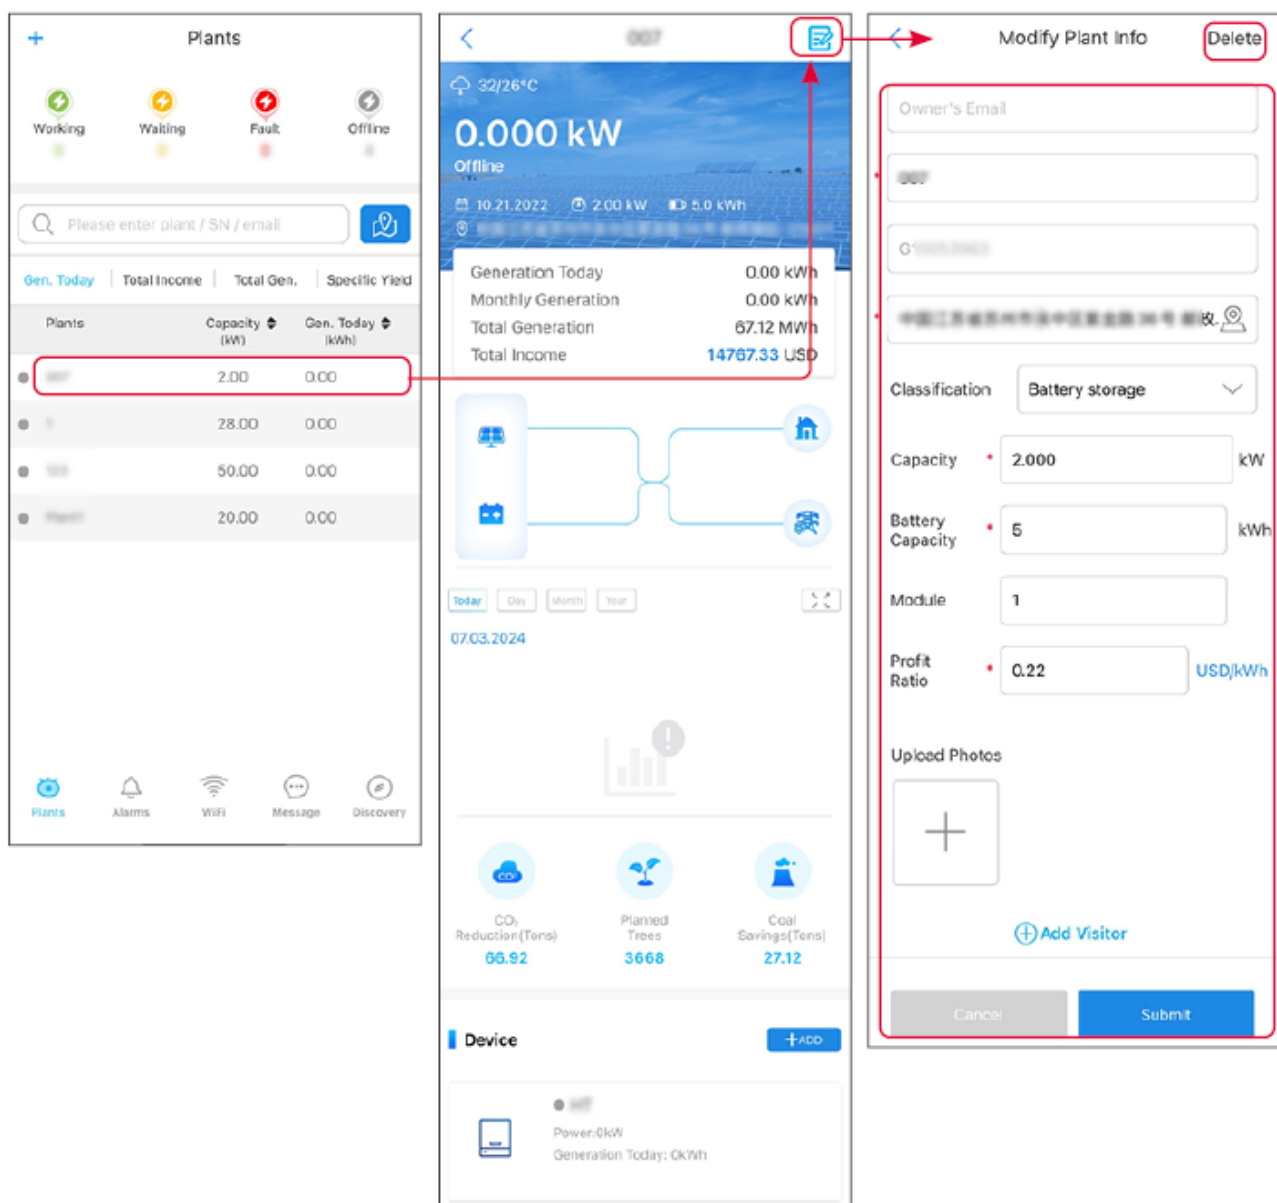 Plants
Working
Waiting
Fault
Offline
Please enter plant / SN / email
Gen. Today
Total Income
Total Gen.
Specific Yield
Plants
Capacity
(kW)
Gen. Today
(kWh)
2.00
0.00
28.00
0.00
50.00
0.00
20.00
0.00
Plants
Alarms
WiFi
Message
Discovery
007
32/26°C
0.000 kW
Offline
10.21.2022
2.00 kW
5.0 kWh
Generation Today
0.00 kWh
Monthly Generation
0.00 kWh
Total Generation
67.12 MWh
Total Income
14767.33 USD
Today
Day
Month
Year
07.03.2024
CO₂
Reduction(Tons)
66.92
Planted
Trees
3668
Coal
Savings(Tons)
27.12
Device
+ADD
Power:0kW
Generation Today: 0kWh
Modify Plant Info
Delete
Owner's Email
* 007
*
Classification
Battery storage
Capacity * 2.000 kW
Battery
Capacity
* 5 kWh
Module
1
Profit
Ratio
* 0.22 USD/kWh
Upload Photos
Add Visitor
Cancel
Submit